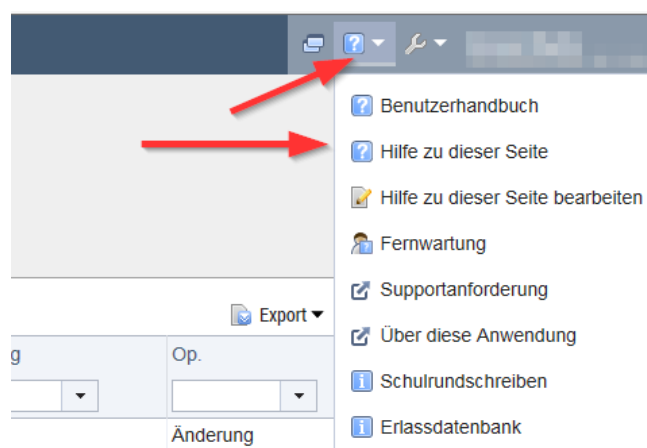 Benutzerhandbuch
Hilfe zu dieser Seite
Hilfe zu dieser Seite bearbeiten
Fernwartung
Supportanforderung
Über diese Anwendung
Schulrundschreiben
Erlassdatenbank
Export
g
Op.
Änderung